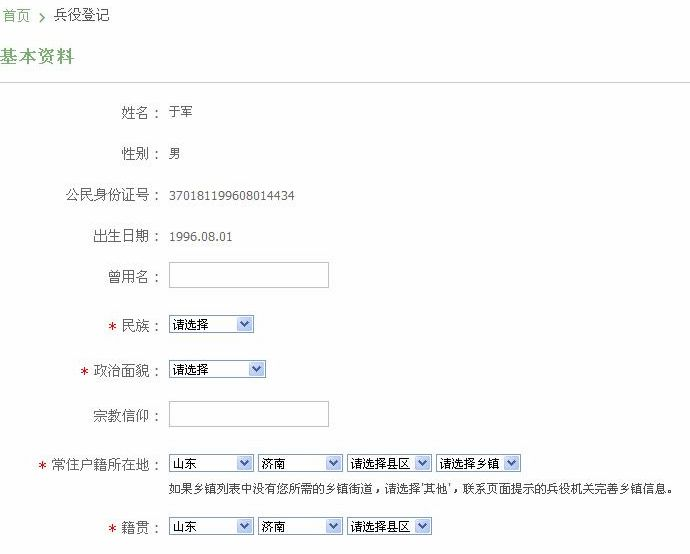 首页 > 兵役登记
基本资料
姓名： 于军
性别： 男
公民身份证号： 370181199608014434
出生日期： 1996.08.01
曾用名：
* 民族： 请选择
* 政治面貌： 请选择
宗教信仰：
* 常住户籍所在地： 山东 济南 请选择县区 请选择乡镇
如果乡镇列表中没有您所需的乡镇街道，请选择'其他'，联系页面提示的兵役机关完善乡镇信息。
* 籍贯： 山东 济南 请选择县区